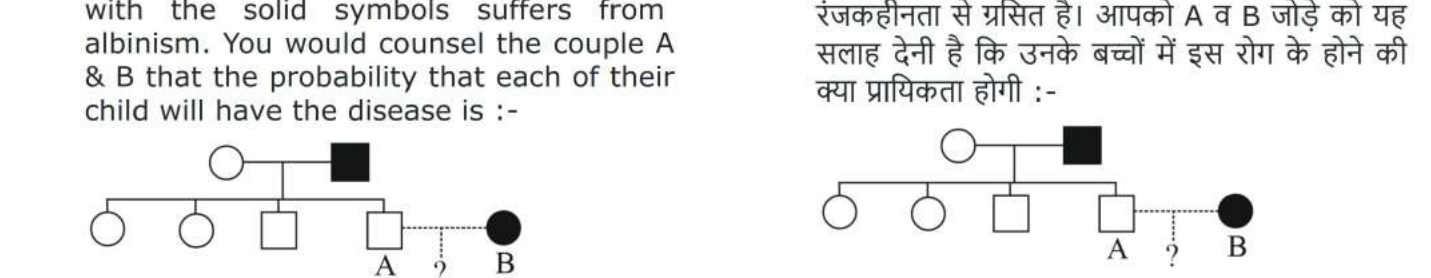 with the solid symbols suffers from
albinism. You would counsel the couple A
& B that the probability that each of their
child will have the disease is :-
A ? B
रंजकहीनता से ग्रसित है। आपको A व B जोड़े को यह
सलाह देनी है कि उनके बच्चों में इस रोग के होने की
क्या प्रायिकता होगी :-
A ? B